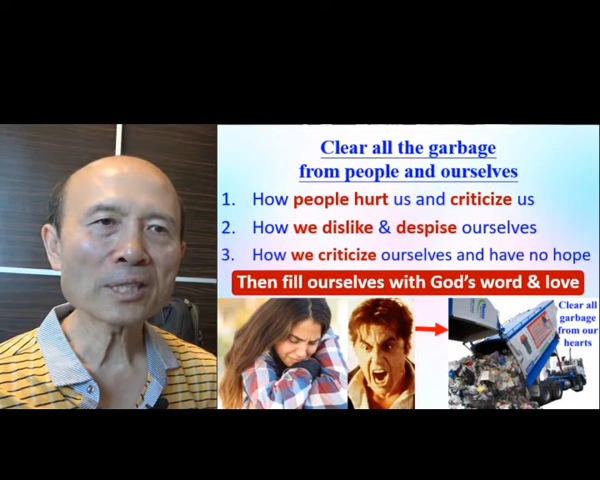 Clear all the garbage
from people and ourselves
1. How people hurt us and criticize us
2. How we dislike & despise ourselves
3. How we criticize ourselves and have no hope
Then fill ourselves with God's word & love
Clear all
garbage
from our
hearts